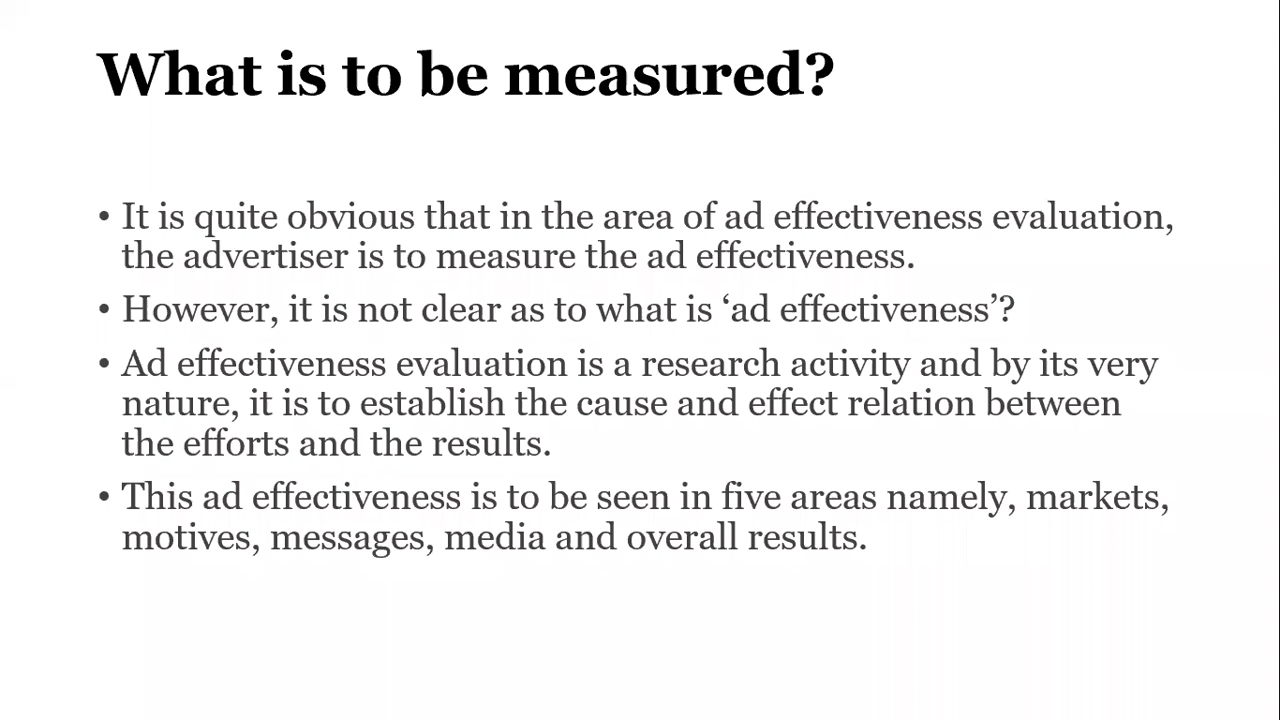 What is to be measured?
• It is quite obvious that in the area of ad effectiveness evaluation,
the advertiser is to measure the ad effectiveness.
• However, it is not clear as to what is ‘ad effectiveness’?
• Ad effectiveness evaluation is a research activity and by its very
nature, it is to establish the cause and effect relation between
the efforts and the results.
• This ad effectiveness is to be seen in five areas namely, markets,
motives, messages, media and overall results.